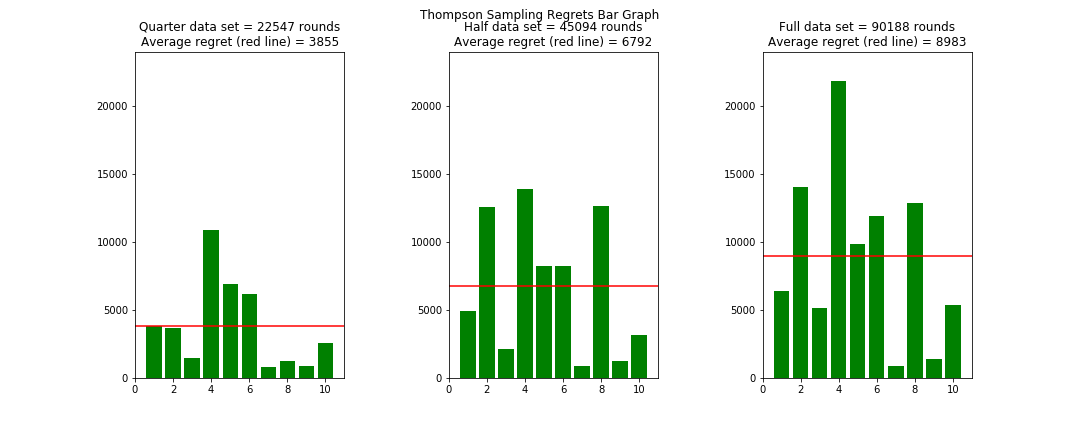 Thompson Sampling Regrets Bar Graph
Quarter data set = 22547 rounds
Average regret (red line) = 3855
20000
15000
10000
5000
0
0 2 4 6 8 10
Half data set = 45094 rounds
Average regret (red line) = 6792
20000
15000
10000
5000
0
0 2 4 6 8 10
Full data set = 90188 rounds
Average regret (red line) = 8983
20000
15000
10000
5000
0
0 2 4 6 8 10